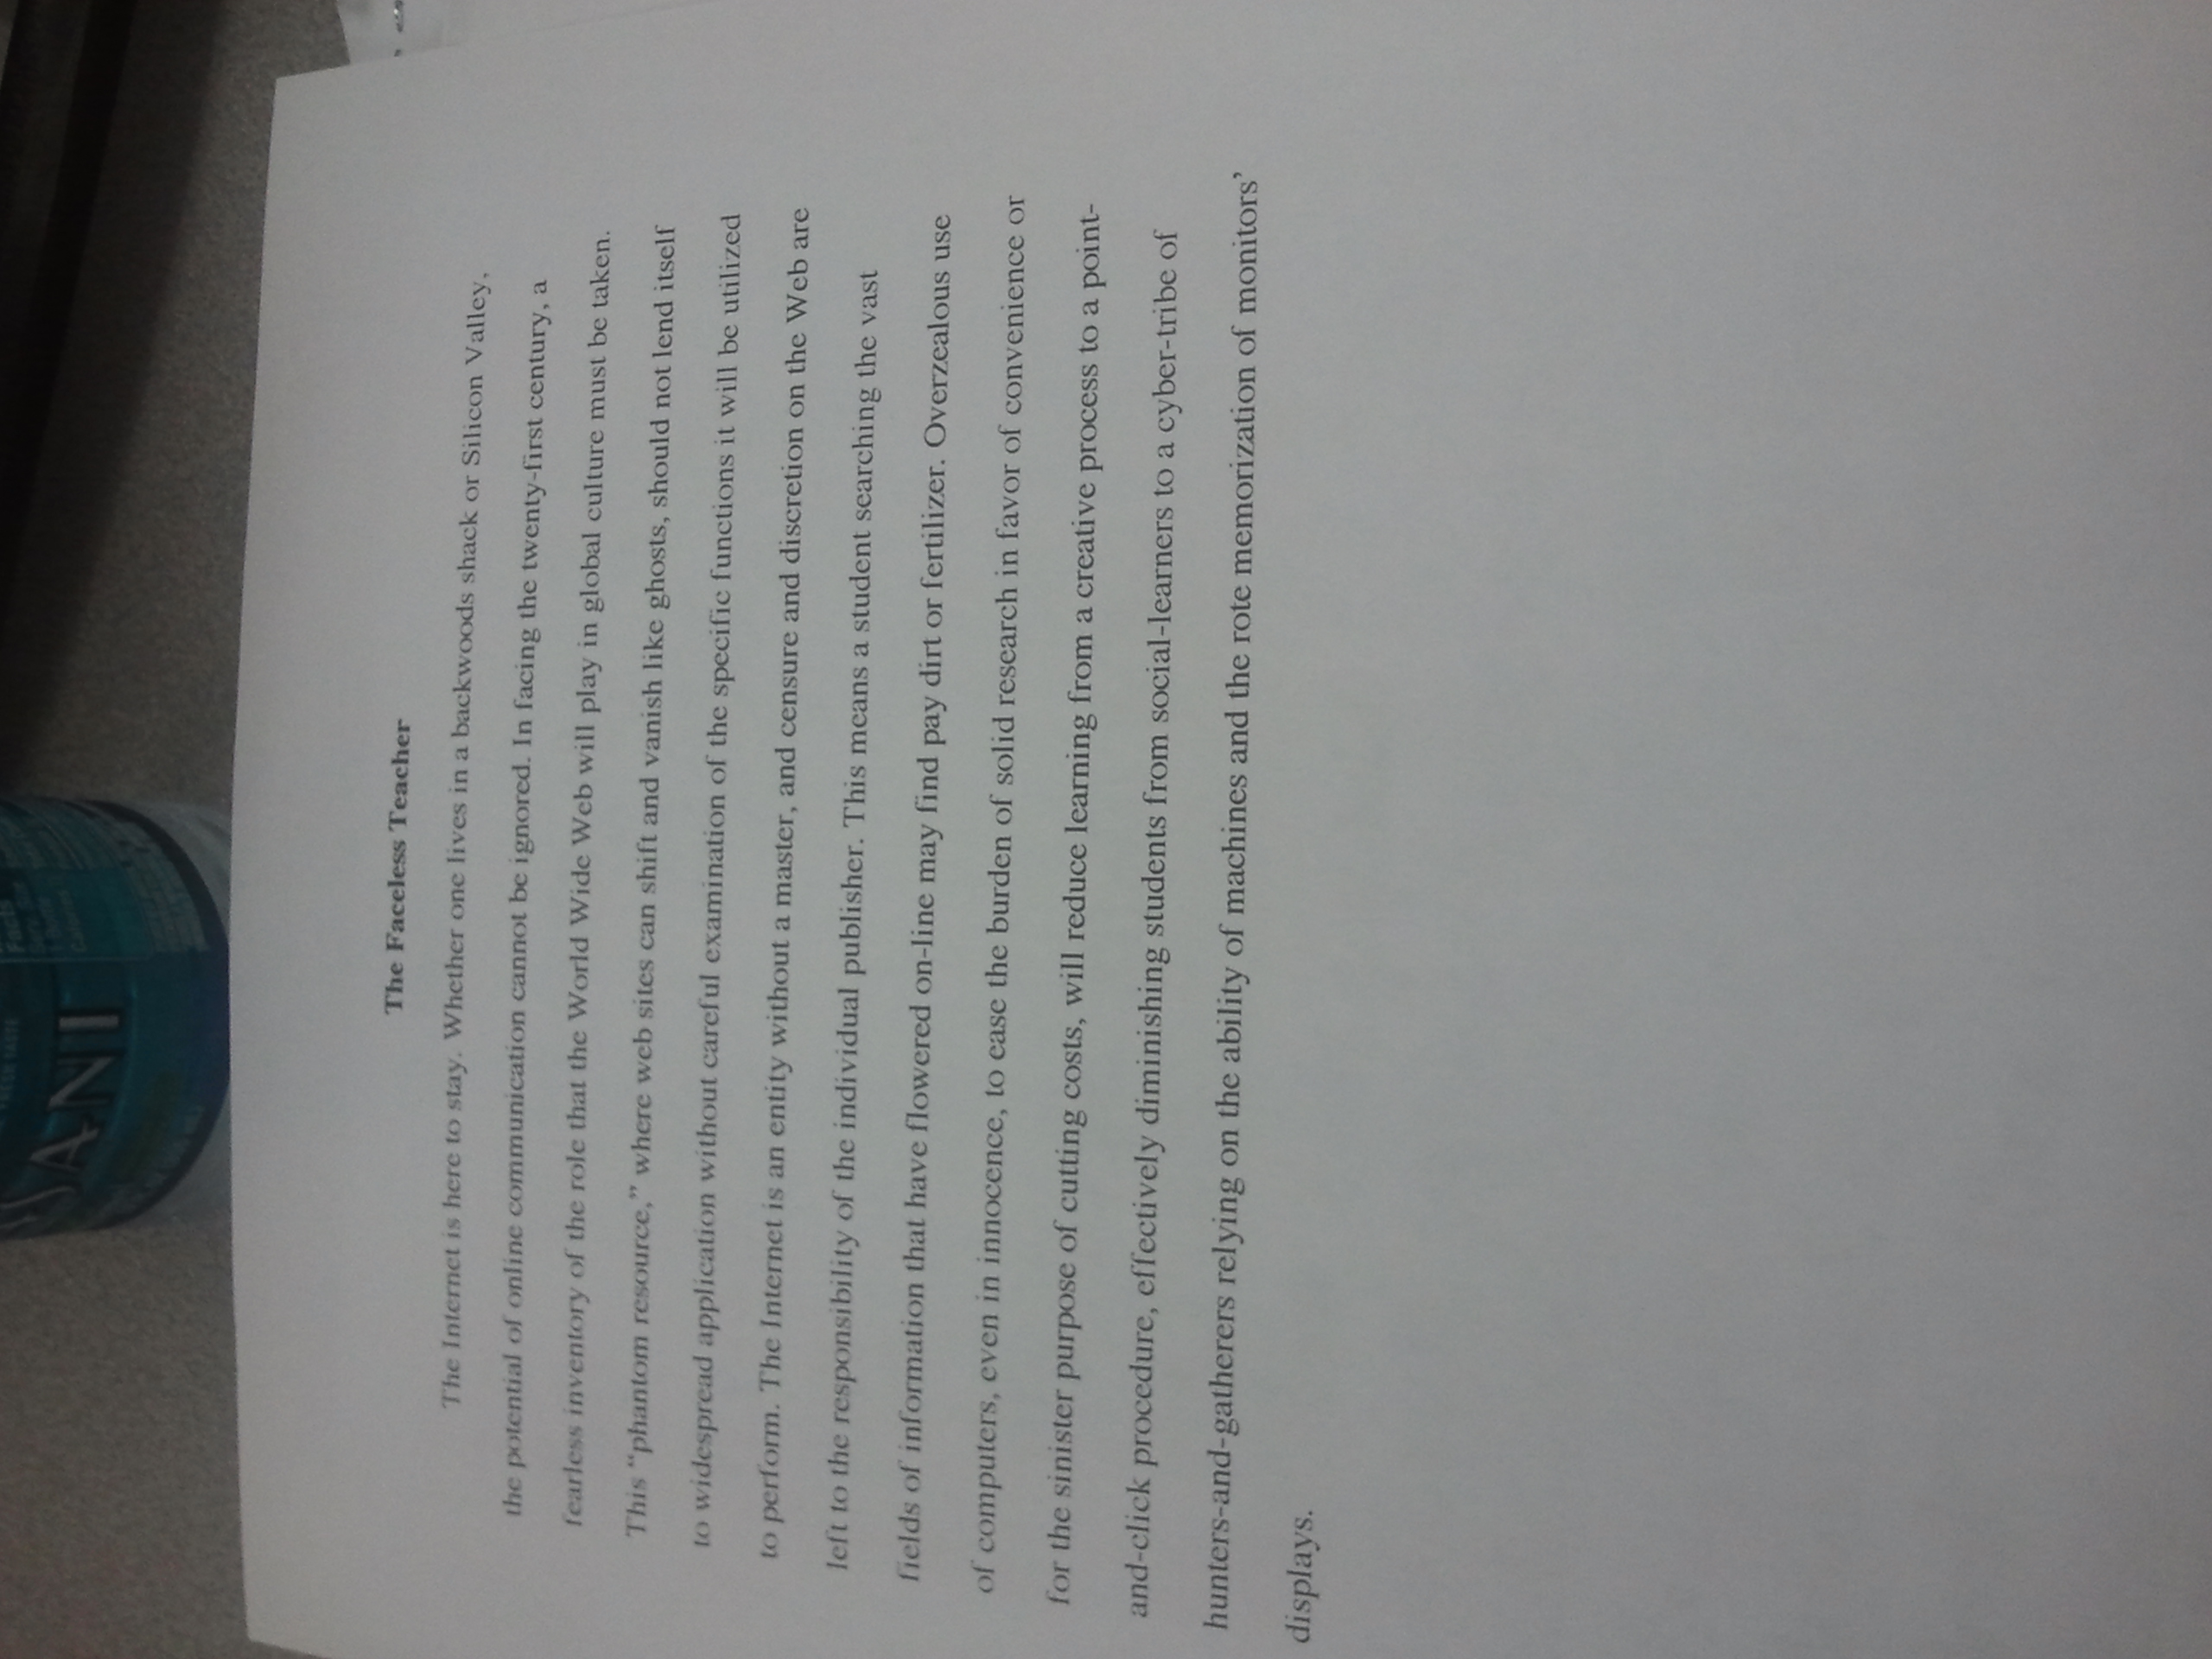 FRESH TASTE
SANI
Facts
Calories
The Faceless Teacher
The Internet is here to stay. Whether one lives in a backwoods shack or Silicon Valley,
the potential of online communication cannot be ignored. In facing the twenty-first century, a
fearless inventory of the role that the World Wide Web will play in global culture must be taken.
This “phantom resource,” where web sites can shift and vanish like ghosts, should not lend itself
to widespread application without careful examination of the specific functions it will be utilized
to perform. The Internet is an entity without a master, and censure and discretion on the Web are
left to the responsibility of the individual publisher. This means a student searching the vast
fields of information that have flowered on-line may find pay dirt or fertilizer. Overzealous use
of computers, even in innocence, to ease the burden of solid research in favor of convenience or
for the sinister purpose of cutting costs, will reduce learning from a creative process to a point-
and-click procedure, effectively diminishing students from social-learners to a cyber-tribe of
hunters-and-gatherers relying on the ability of machines and the rote memorization of monitors’
displays.